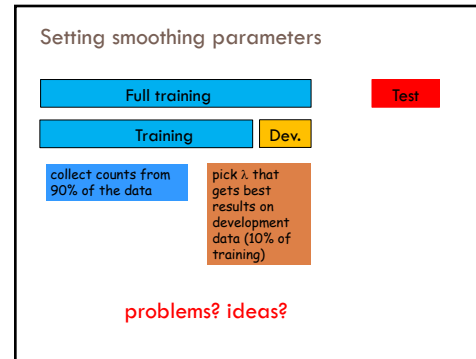 Setting smoothing parameters
Full training
Test
Training
Dev.
collect counts from
90% of the data
pick λ that
gets best
results on
development
data (10% of
training)
problems? ideas?